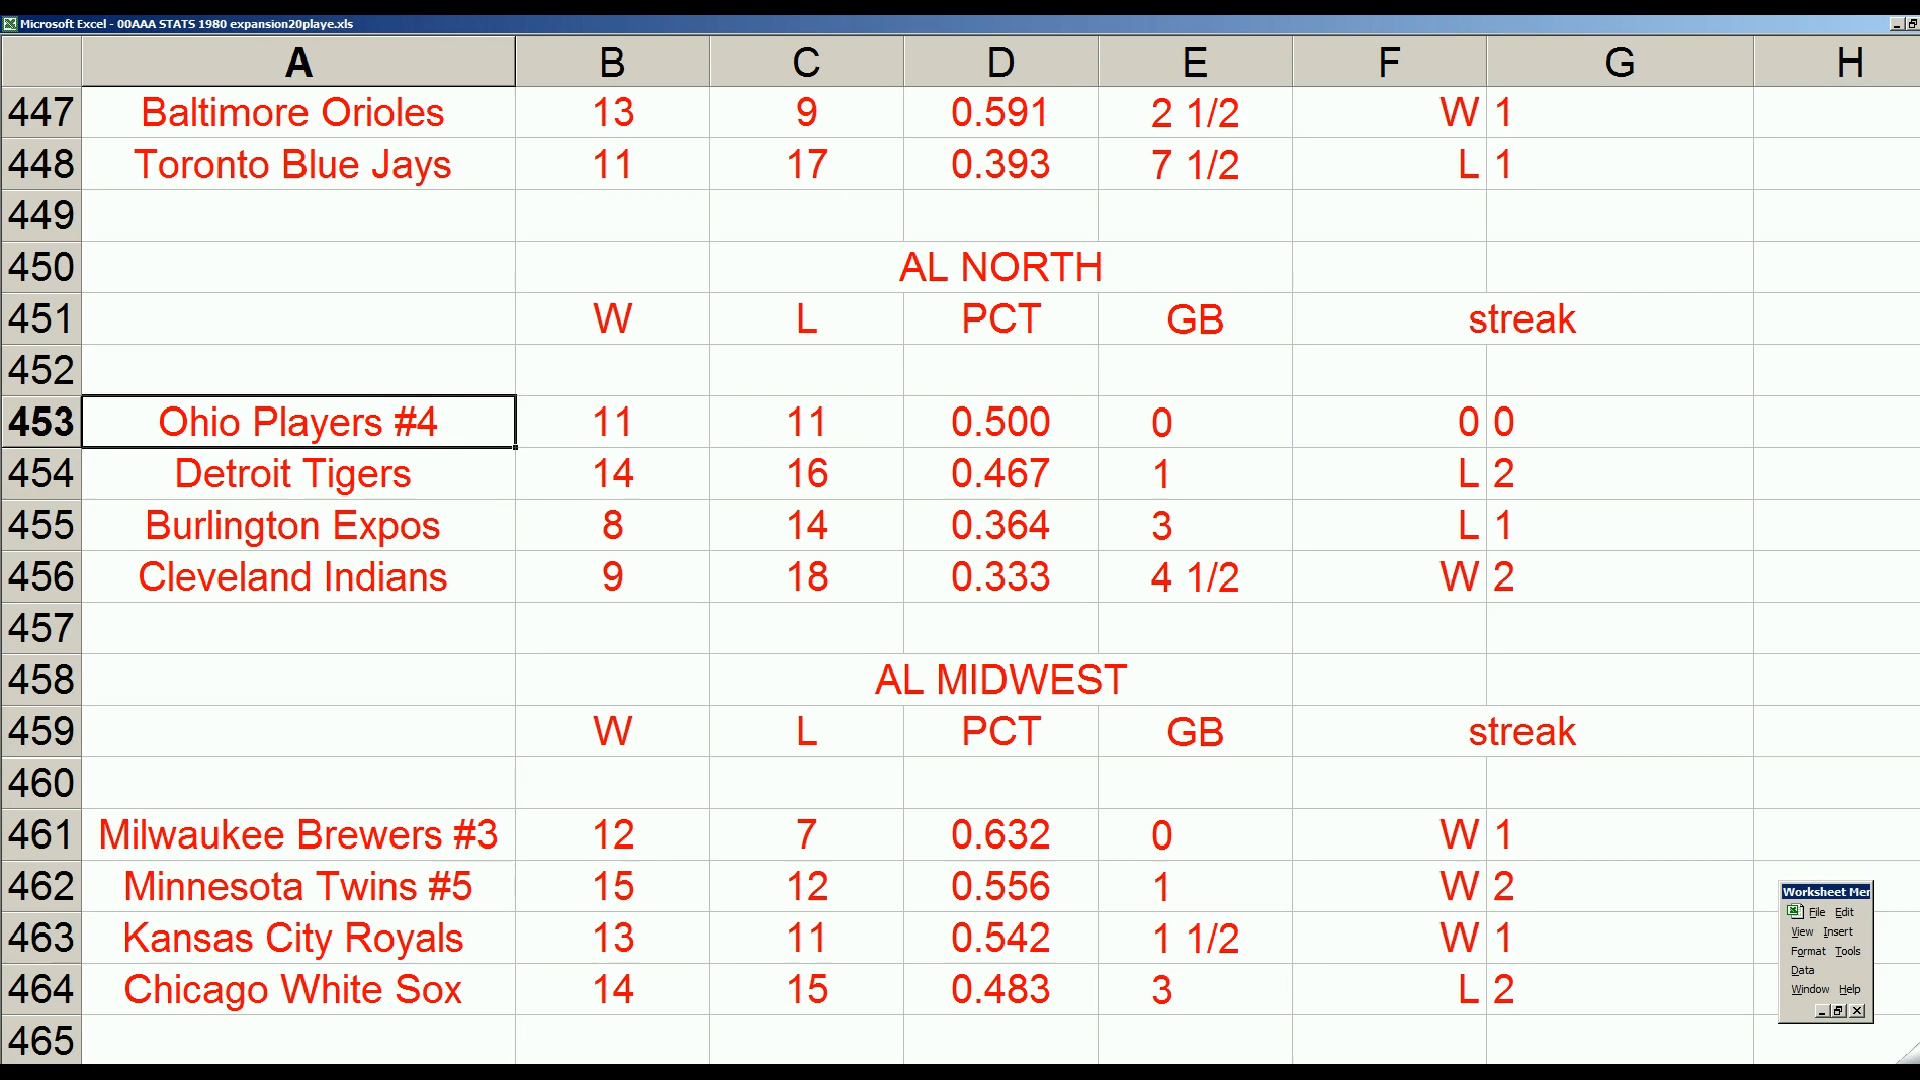 Microsoft Excel - 00AAA STATS 1980 expansion20playe.xls
A B C D E F G H
447 Baltimore Orioles 13 9 0.591 2 1/2 W 1
448 Toronto Blue Jays 11 17 0.393 7 1/2 L 1
449
450 AL NORTH
451 W L PCT GB streak
452
453 Ohio Players #4 11 11 0.500 0 0 0
454 Detroit Tigers 14 16 0.467 1 L 2
455 Burlington Expos 8 14 0.364 3 L 1
456 Cleveland Indians 9 18 0.333 4 1/2 W 2
457
458 AL MIDWEST
459 W L PCT GB streak
460
461 Milwaukee Brewers #3 12 7 0.632 0 W 1
462 Minnesota Twins #5 15 12 0.556 1 W 2
463 Kansas City Royals 13 11 0.542 1 1/2 W 1
464 Chicago White Sox 14 15 0.483 3 L 2
465
Worksheet Mer
File Edit
View Insert
Format Tools
Data
Window Help